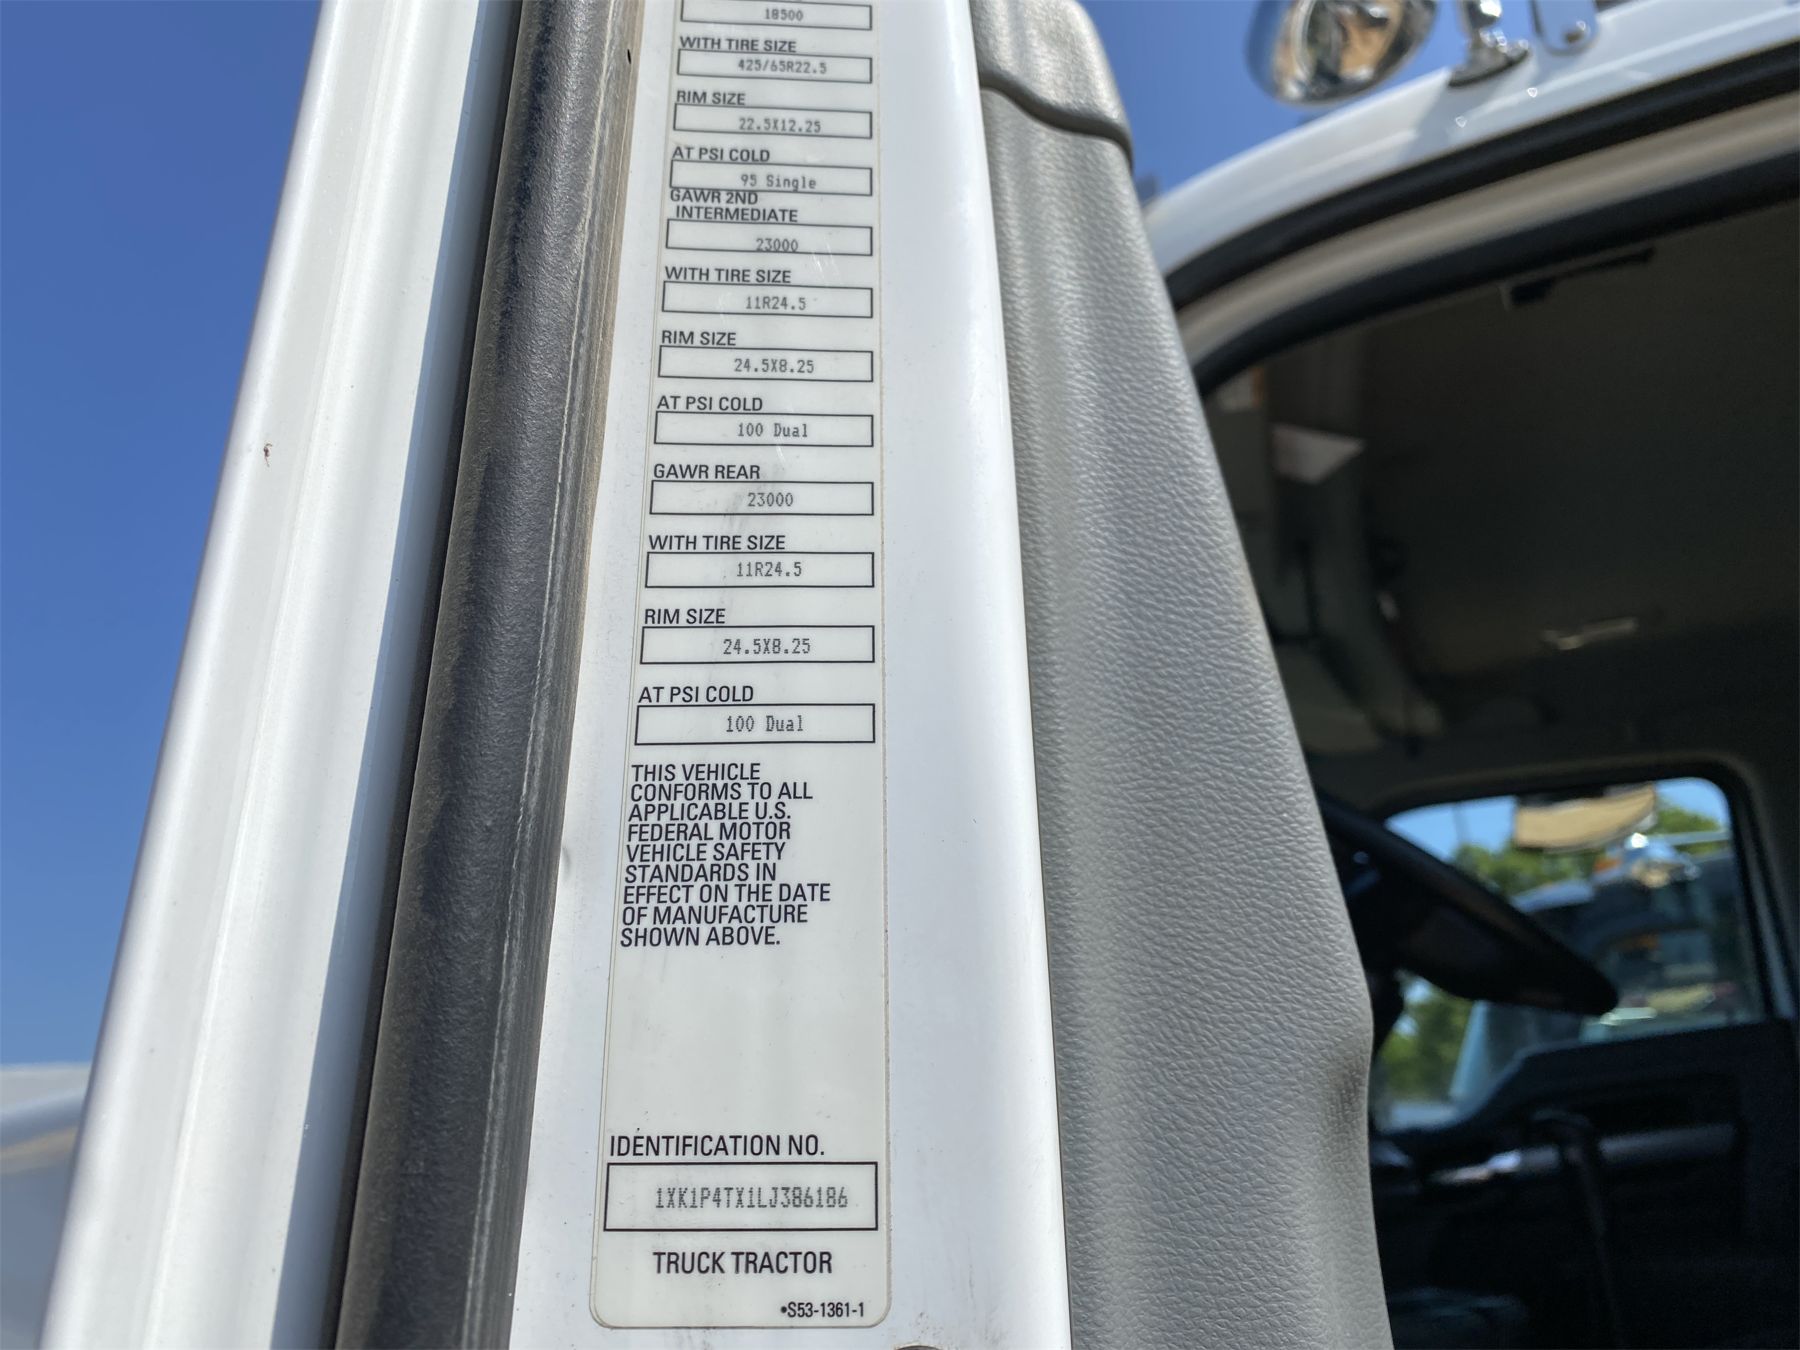 18500
WITH TIRE SIZE
425/65R22.5
RIM SIZE
22.5X12.25
AT PSI COLD
95 Single
GAWR 2ND
INTERMEDIATE
23000
WITH TIRE SIZE
11R24.5
RIM SIZE
24.5X8.25
AT PSI COLD
100 Dual
GAWR REAR
23000
WITH TIRE SIZE
11R24.5
RIM SIZE
24.5X8.25
AT PSI COLD
100 Dual
THIS VEHICLE
CONFORMS TO ALL
APPLICABLE U.S.
FEDERAL MOTOR
VEHICLE SAFETY
STANDARDS IN
EFFECT ON THE DATE
OF MANUFACTURE
SHOWN ABOVE.
IDENTIFICATION NO.
1XK1P4TX1LJ386186
TRUCK TRACTOR
•S53-1361-1